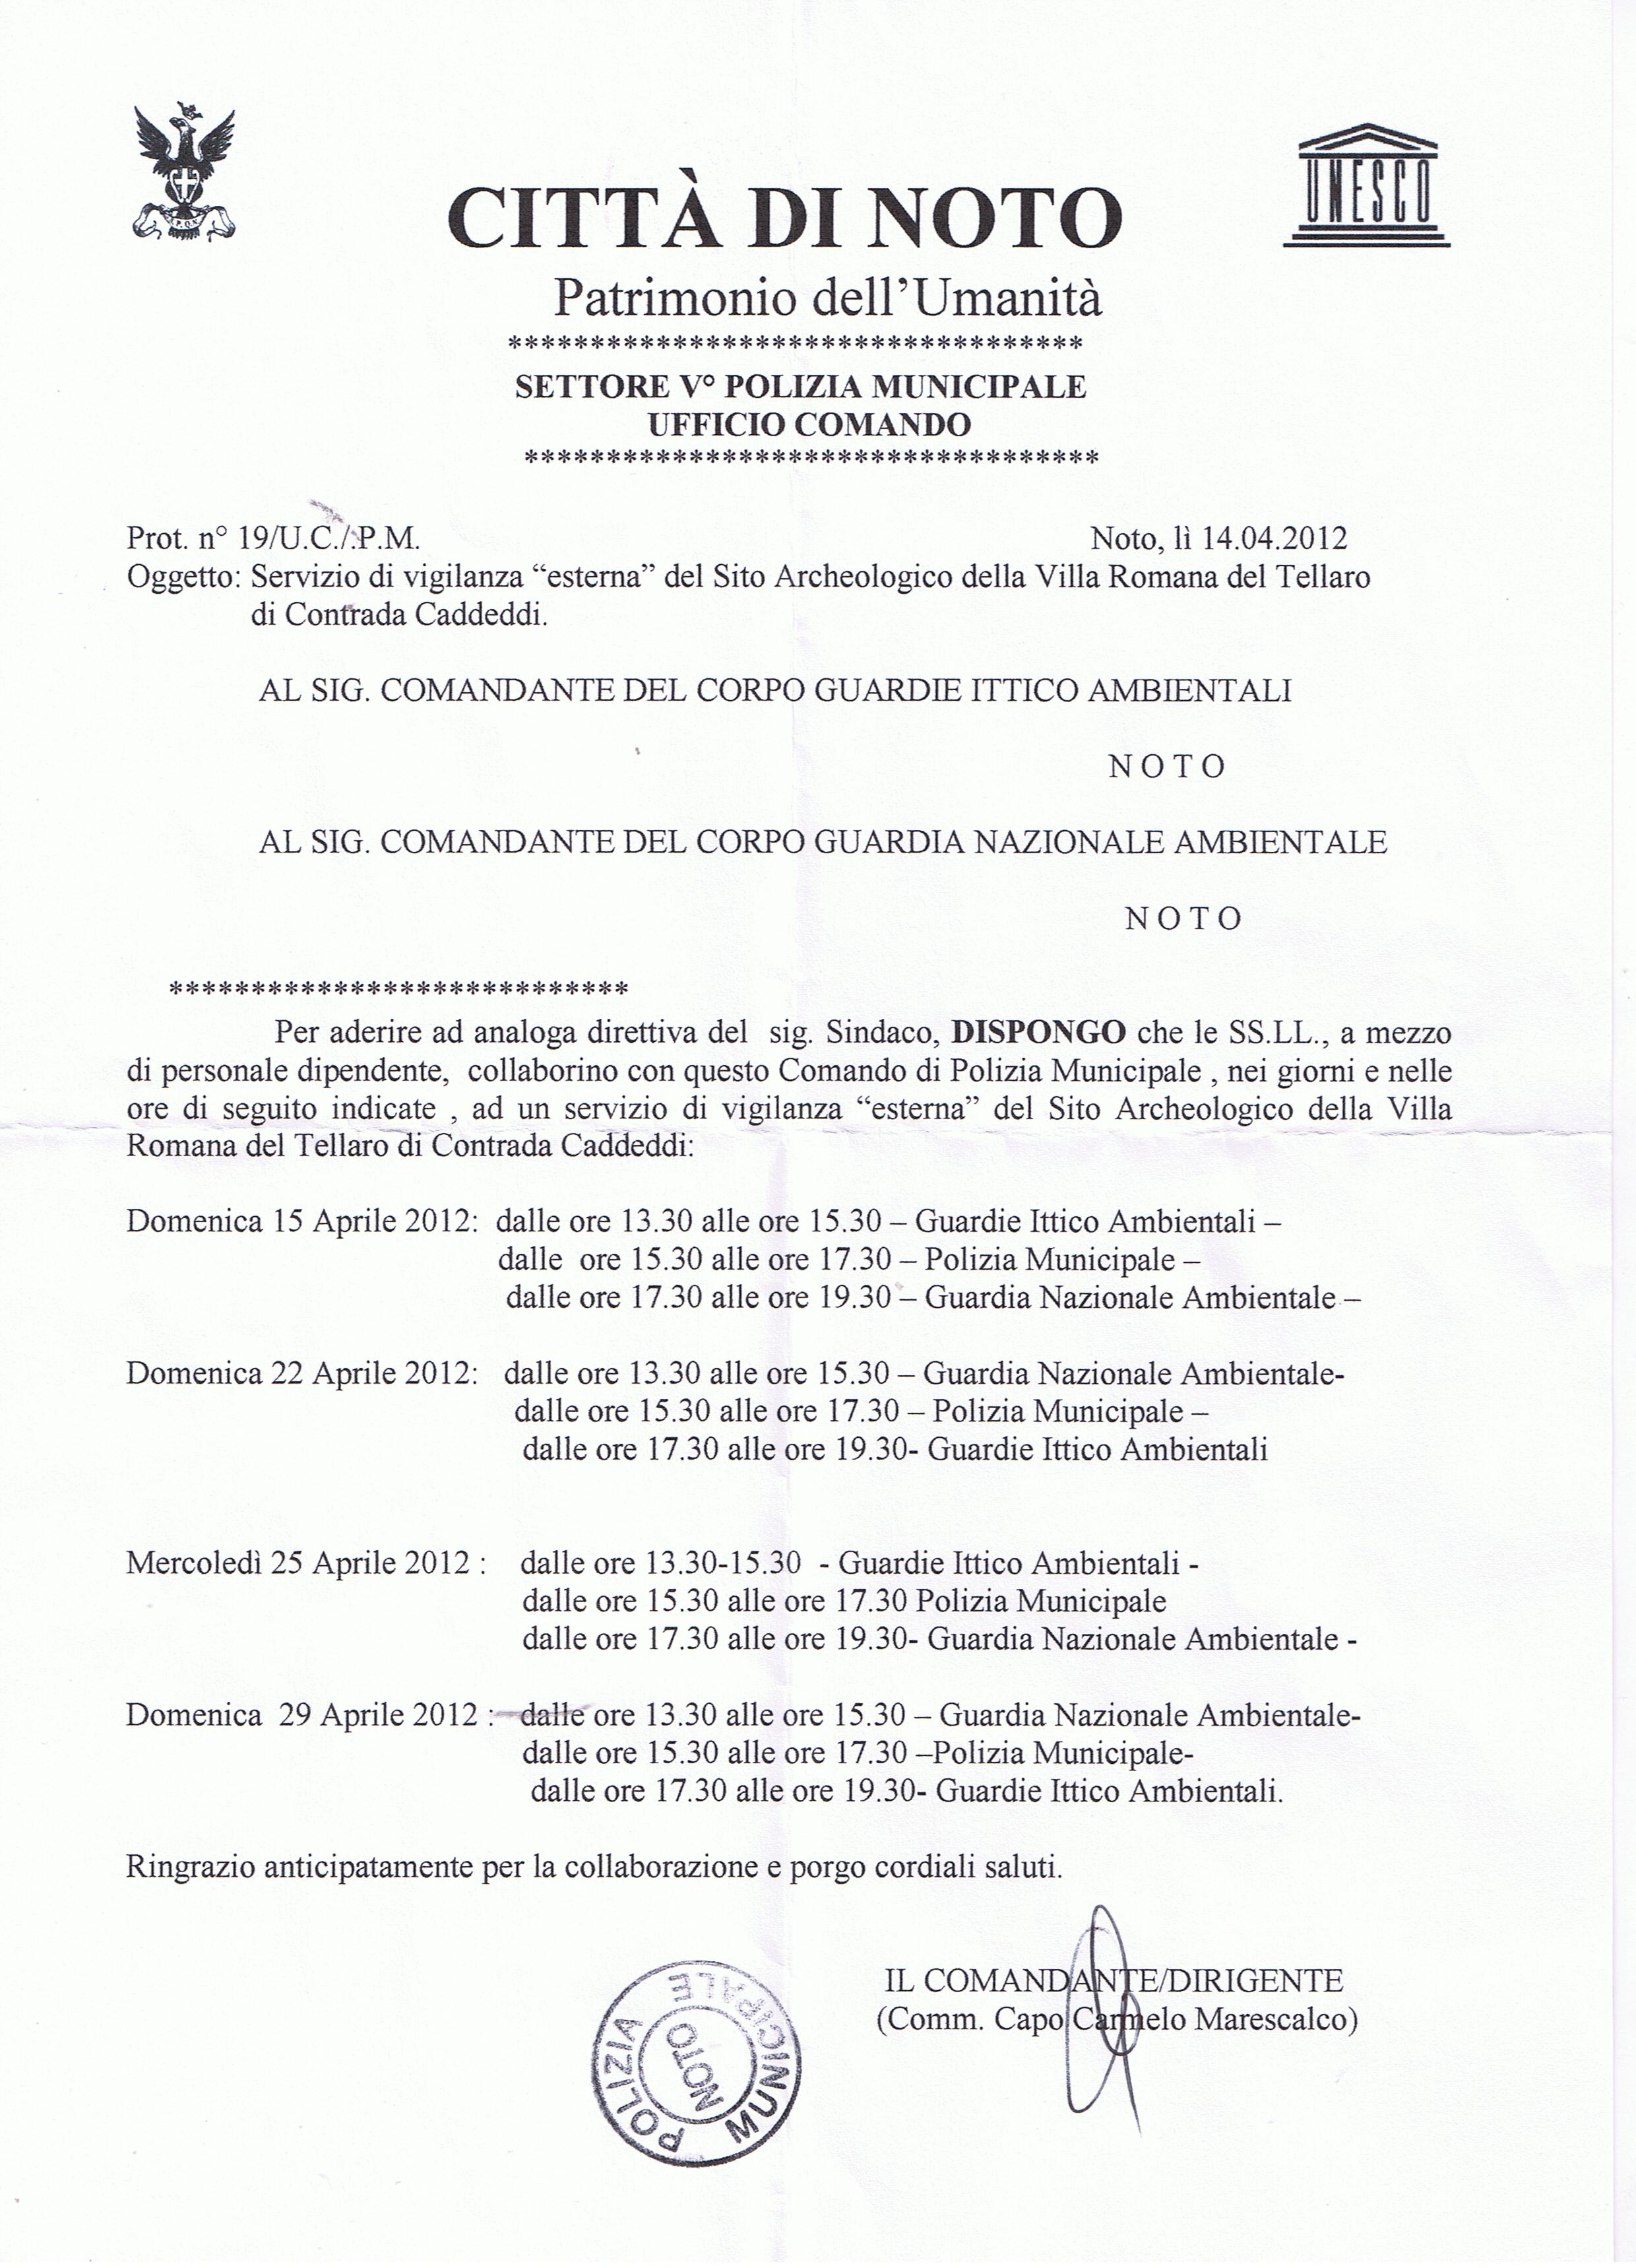 UNESCO
CITTÀ DI NOTO
Patrimonio dell’Umanità
***********************************
SETTORE V° POLIZIA MUNICIPALE
UFFICIO COMANDO
***********************************
Prot. n° 19/U.C./.P.M. Noto, lì 14.04.2012
Oggetto: Servizio di vigilanza “esterna” del Sito Archeologico della Villa Romana del Tellaro
di Contrada Caddeddi.
AL SIG. COMANDANTE DEL CORPO GUARDIE ITTICO AMBIENTALI
N O T O
AL SIG. COMANDANTE DEL CORPO GUARDIA NAZIONALE AMBIENTALE
N O T O
****************************
Per aderire ad analoga direttiva del sig. Sindaco, DISPONGO che le SS.LL., a mezzo
di personale dipendente, collaborino con questo Comando di Polizia Municipale , nei giorni e nelle
ore di seguito indicate , ad un servizio di vigilanza “esterna” del Sito Archeologico della Villa
Romana del Tellaro di Contrada Caddeddi:
Domenica 15 Aprile 2012: dalle ore 13.30 alle ore 15.30 – Guardie Ittico Ambientali –
dalle ore 15.30 alle ore 17.30 – Polizia Municipale –
dalle ore 17.30 alle ore 19.30 – Guardia Nazionale Ambientale –
Domenica 22 Aprile 2012: dalle ore 13.30 alle ore 15.30 – Guardia Nazionale Ambientale-
dalle ore 15.30 alle ore 17.30 – Polizia Municipale –
dalle ore 17.30 alle ore 19.30- Guardie Ittico Ambientali
Mercoledì 25 Aprile 2012 : dalle ore 13.30-15.30 - Guardie Ittico Ambientali -
dalle ore 15.30 alle ore 17.30 Polizia Municipale
dalle ore 17.30 alle ore 19.30- Guardia Nazionale Ambientale -
Domenica 29 Aprile 2012 : dalle ore 13.30 alle ore 15.30 – Guardia Nazionale Ambientale-
dalle ore 15.30 alle ore 17.30 –Polizia Municipale-
dalle ore 17.30 alle ore 19.30- Guardie Ittico Ambientali.
Ringrazio anticipatamente per la collaborazione e porgo cordiali saluti.
IL COMANDANTE/DIRIGENTE
(Comm. Capo Carmelo Marescalco)
POLIZIA MUNICIPALE
NOTO